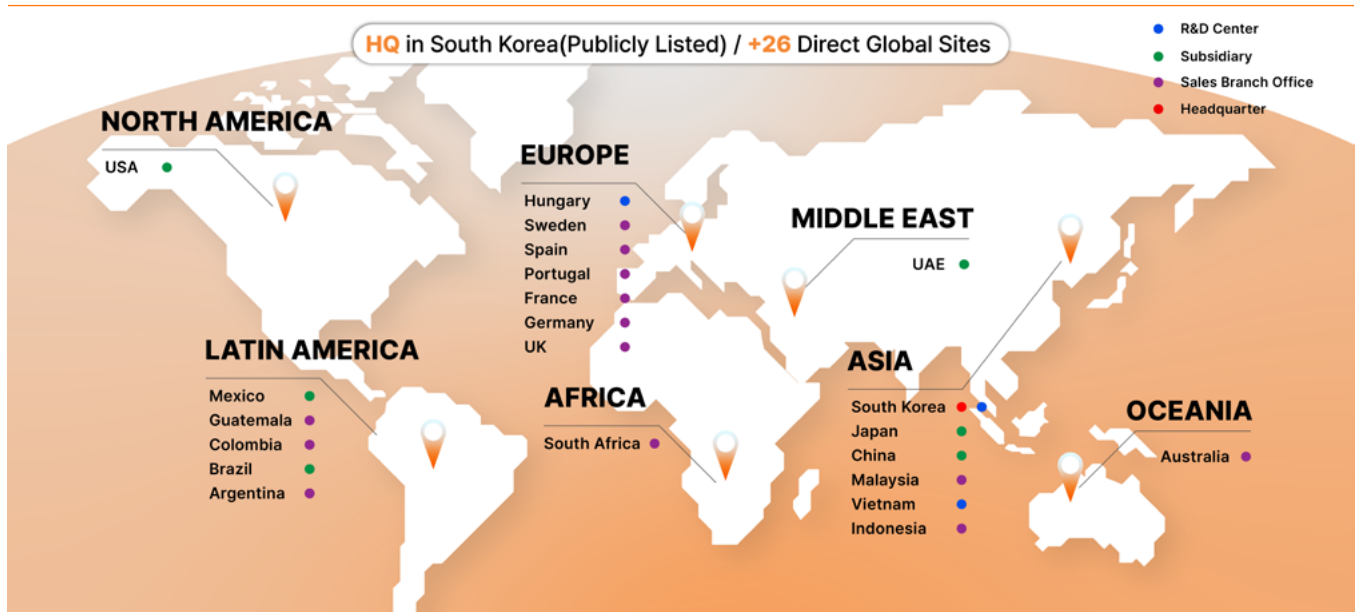 HQ in South Korea(Publicly Listed) / +26 Direct Global Sites
R&D Center
Subsidiary
Sales Branch Office
Headquarter
NORTH AMERICA
USA
EUROPE
Hungary
Sweden
Spain
Portugal
France
Germany
UK
MIDDLE EAST
UAE
LATIN AMERICA
Mexico
Guatemala
Colombia
Brazil
Argentina
AFRICA
South Africa
ASIA
South Korea
Japan
China
Malaysia
Vietnam
Indonesia
OCEANIA
Australia